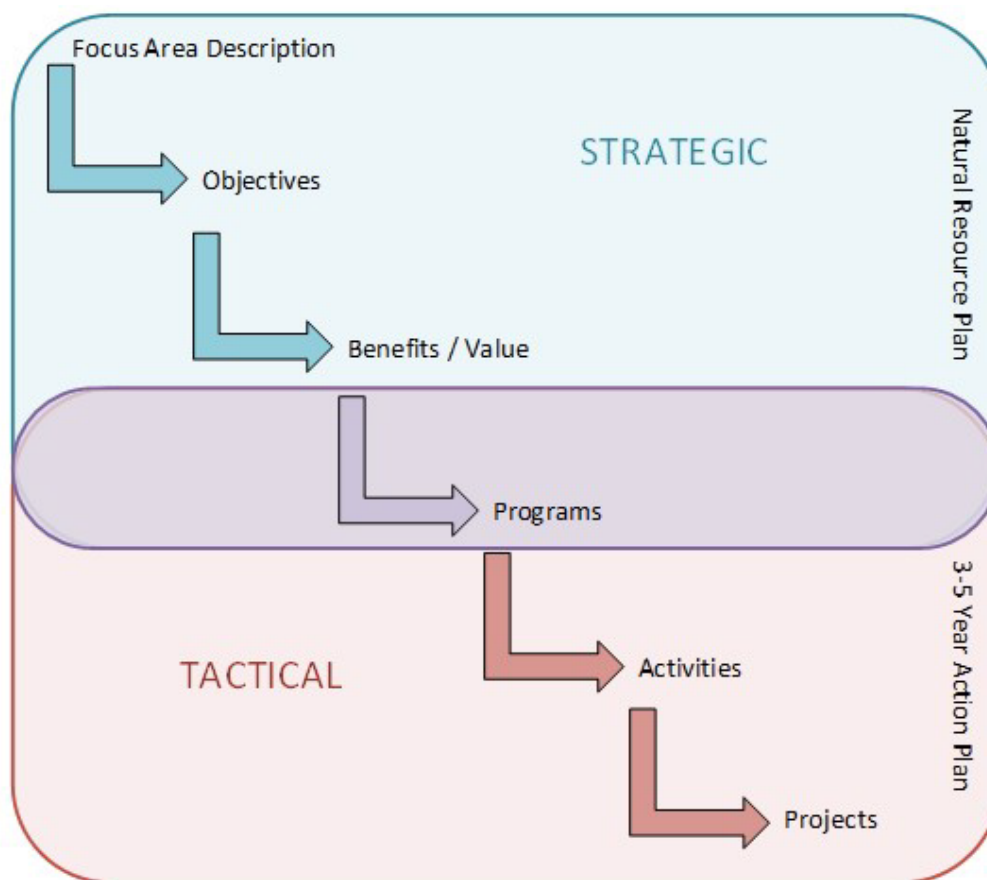 Focus Area Description
STRATEGIC
Natural Resource Plan
Objectives
Benefits / Value
Programs
3-5 Year Action Plan
TACTICAL
Activities
Projects